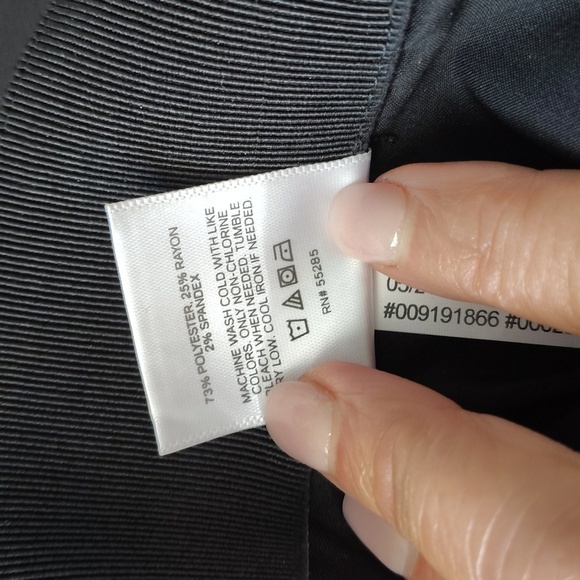 73% POLYESTER, 25% RAYON
2% SPANDEX
MACHINE WASH COLD WITH LIKE
COLORS. ONLY NON-CHLORINE
BLEACH WHEN NEEDED. TUMBLE
DRY LOW. COOL IRON IF NEEDED.
RN# 55285
#009191866